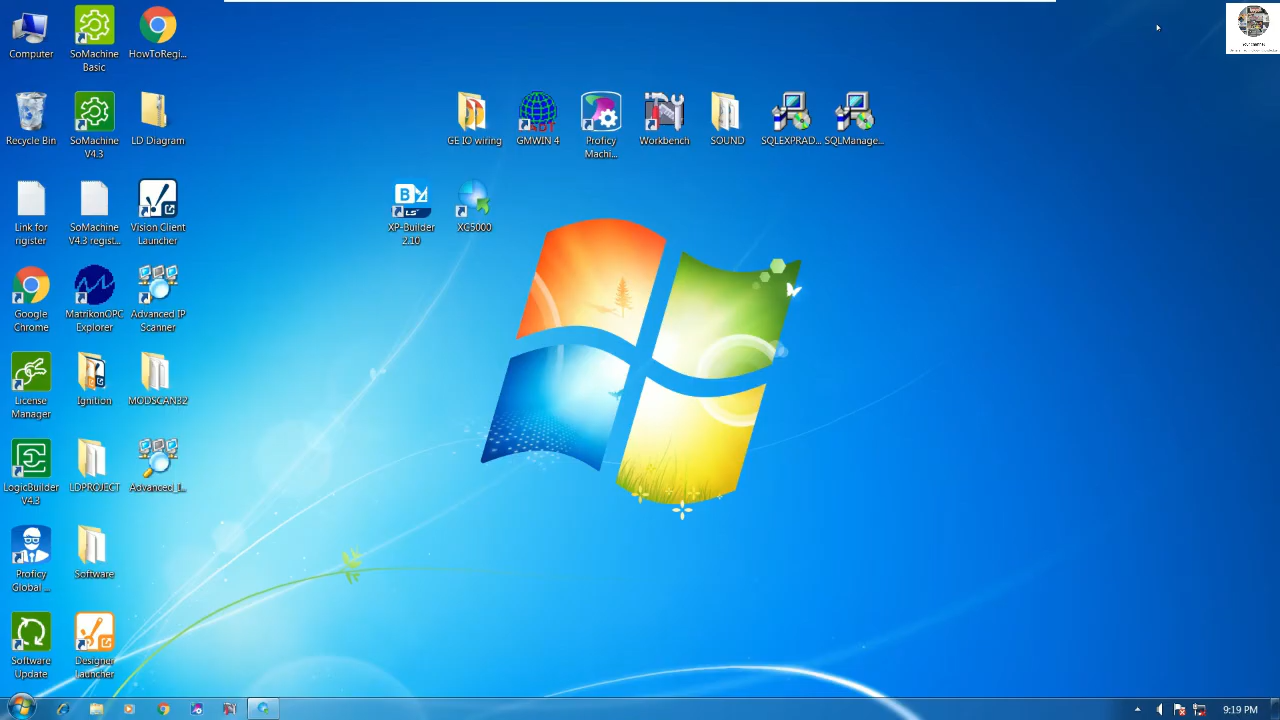 Computer
SoMachine
Basic
HowToRegi...
Recycle Bin
SoMachine
V4.3
LD Diagram
GE IO wiring
GMWIN 4
Proficy
Machi...
Workbench
SOUND
SQLEXPRAD...
SQLManage...
Link for
rigister
SoMachine
V4.3 regist...
Vision Client
Launcher
XP-Builder
2.10
XG5000
Google
Chrome
MatrikonOPC
Explorer
Advanced IP
Scanner
License
Manager
Ignition
MODSCAN32
LogicBuilder
V4.3
LDPROJECT
Advanced_I...
Proficy
Global ...
Software
Software
Update
Designer
Launcher
9:19 PM